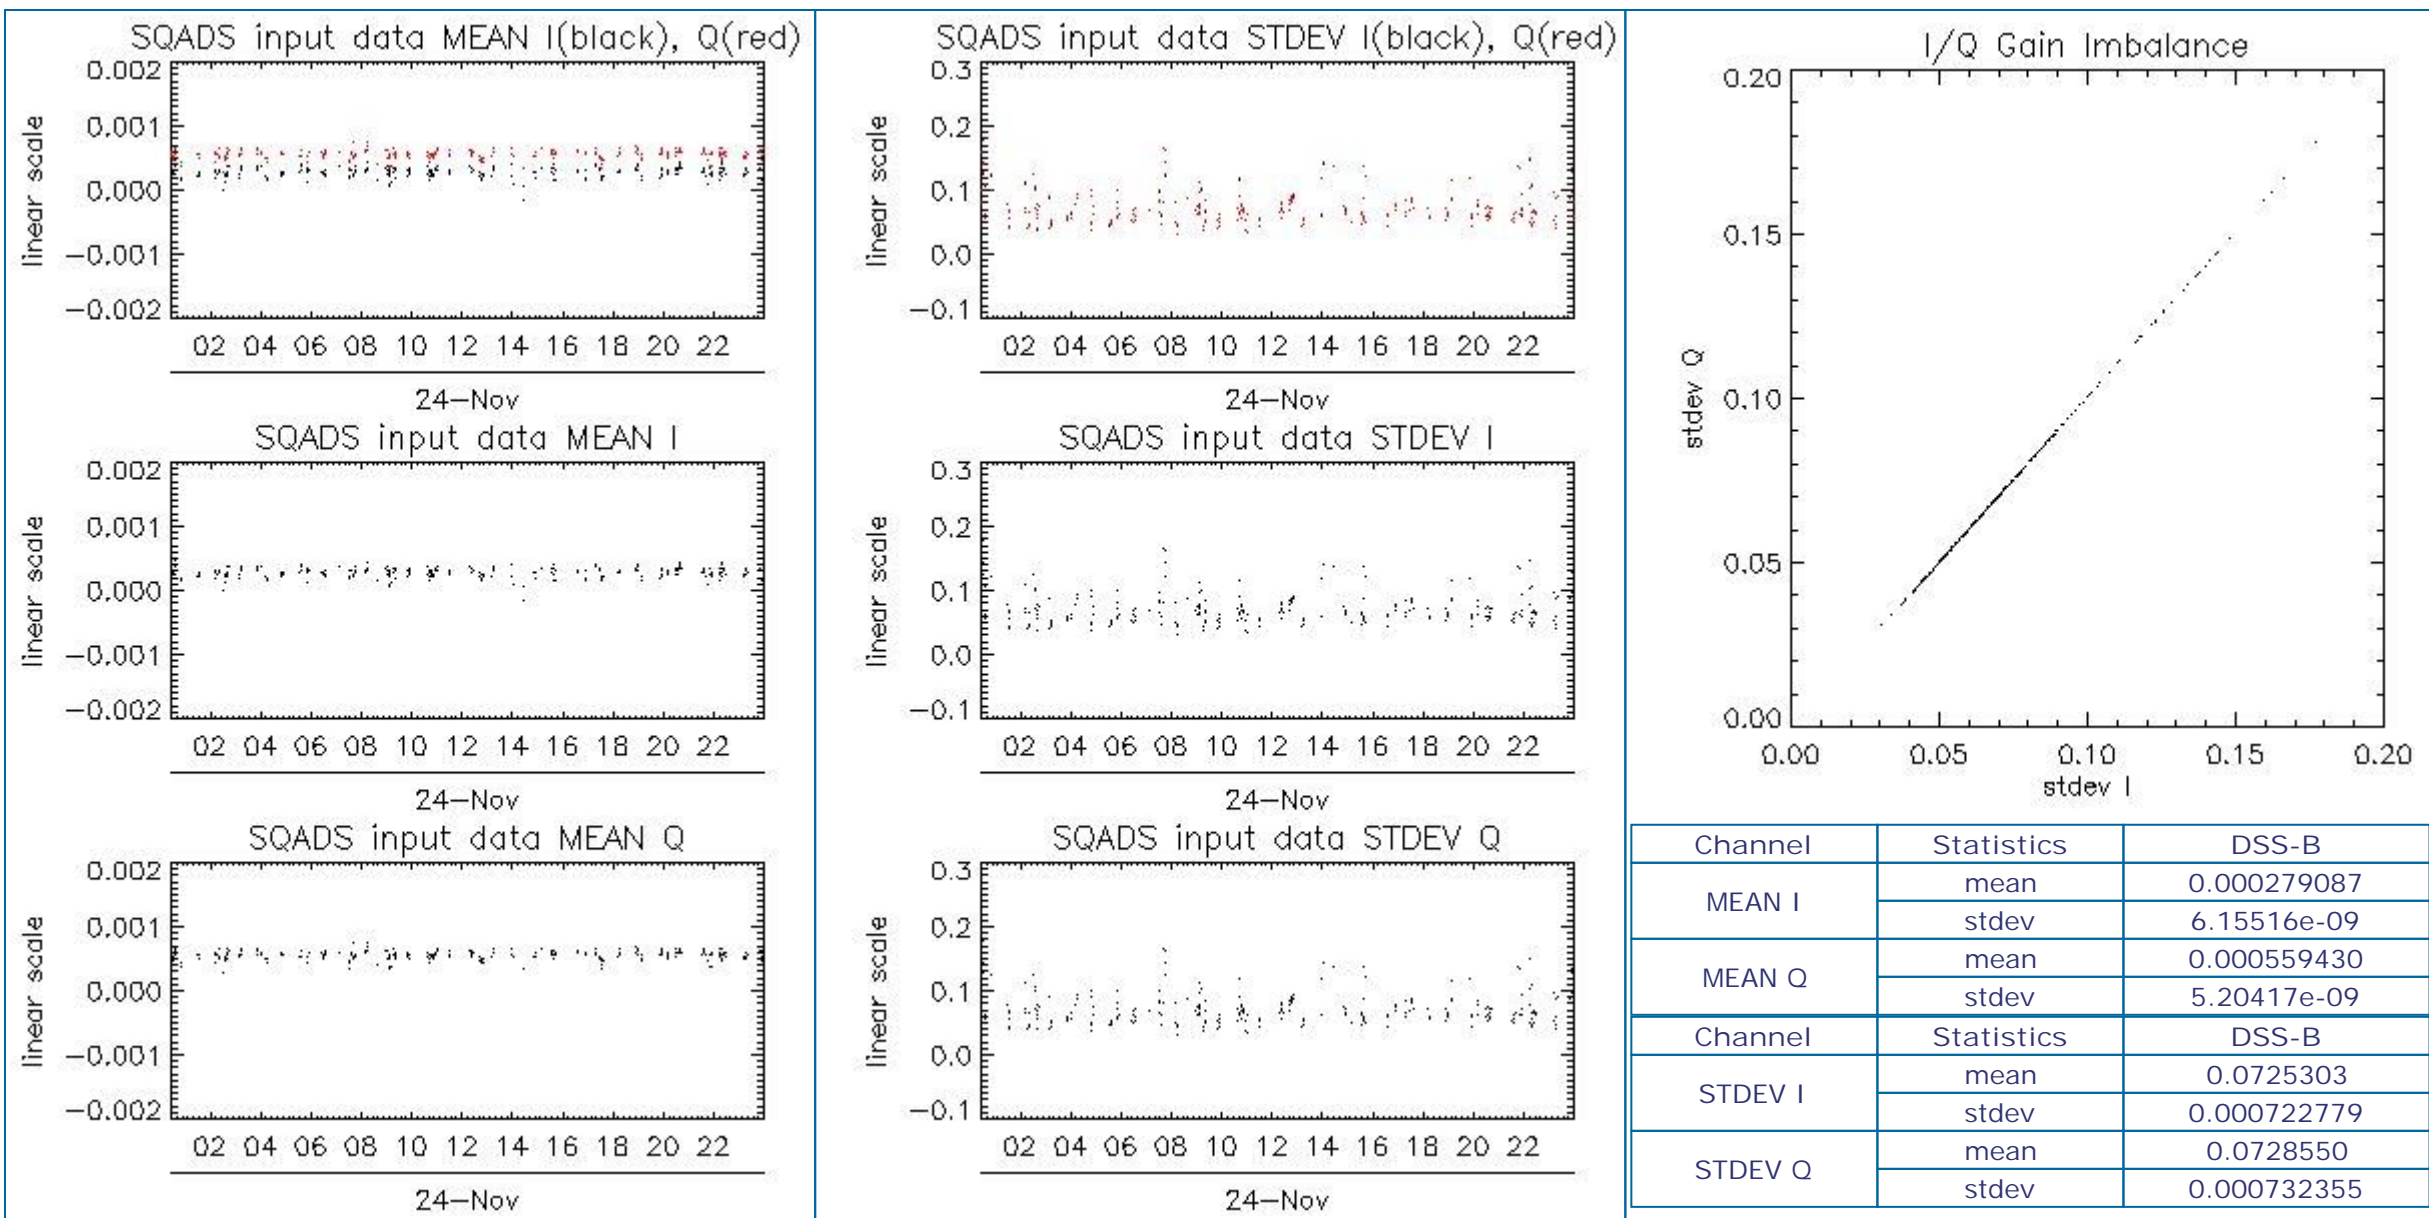 SQADS input data MEAN I(black), Q(red)
0.002
0.001
0.000
-0.001
-0.002
linear scale
02 04 06 08 10 12 14 16 18 20 22
24-Nov
SQADS input data MEAN I
0.002
0.001
0.000
-0.001
-0.002
linear scale
02 04 06 08 10 12 14 16 18 20 22
24-Nov
SQADS input data MEAN Q
0.002
0.001
0.000
-0.001
-0.002
linear scale
02 04 06 08 10 12 14 16 18 20 22
24-Nov
SQADS input data STDEV I(black), Q(red)
0.3
0.2
0.1
0.0
-0.1
linear scale
02 04 06 08 10 12 14 16 18 20 22
24-Nov
SQADS input data STDEV I
0.3
0.2
0.1
0.0
-0.1
linear scale
02 04 06 08 10 12 14 16 18 20 22
24-Nov
SQADS input data STDEV Q
0.3
0.2
0.1
0.0
-0.1
linear scale
02 04 06 08 10 12 14 16 18 20 22
24-Nov
I/Q Gain Imbalance
0.20
0.15
0.10
0.05
0.00
stdev Q
0.00 0.05 0.10 0.15 0.20
stdev I
Channel Statistics DSS-B
MEAN I mean 0.000279087
stdev 6.15516e-09
MEAN Q mean 0.000559430
stdev 5.20417e-09
Channel Statistics DSS-B
STDEV I mean 0.0725303
stdev 0.000722779
STDEV Q mean 0.0728550
stdev 0.000732355